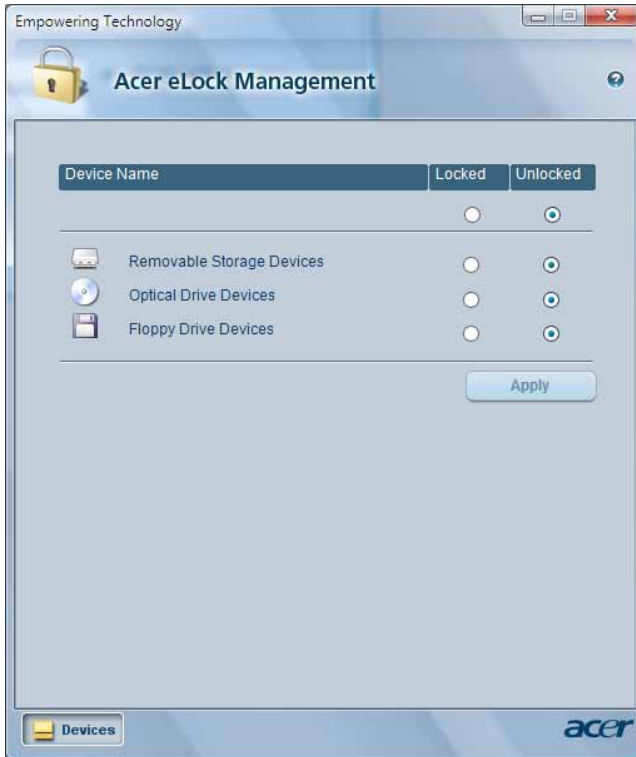 Empowering Technology
Acer eLock Management
Device Name Locked Unlocked
Removable Storage Devices
Optical Drive Devices
Floppy Drive Devices
Apply
Devices
acer